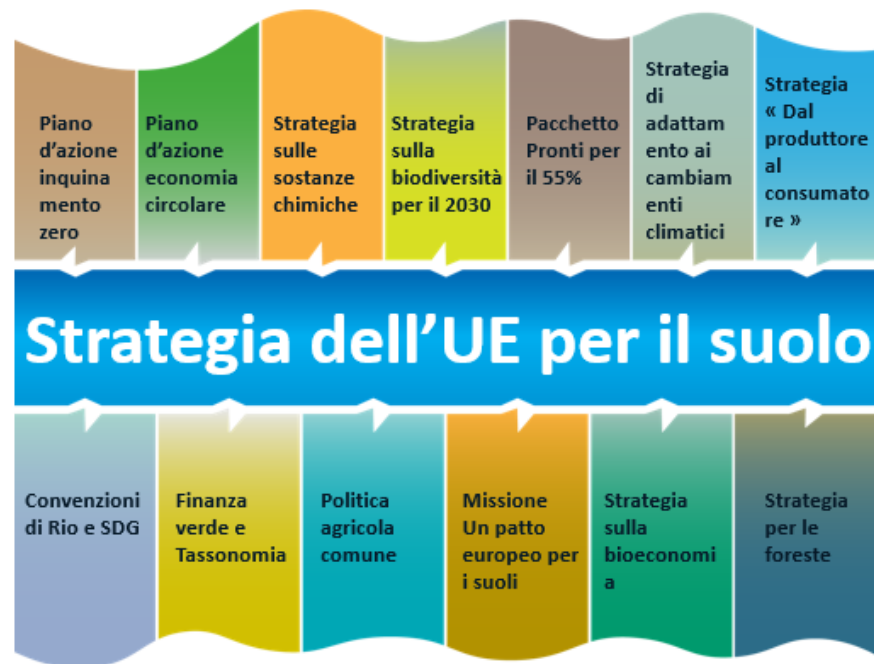 Piano
d'azione
inquina
mento
zero
Piano
d'azione
economia
circolare
Strategia
sulle
sostanze
chimiche
Strategia
sulla
biodiversità
per il 2030
Pacchetto
Pronti per
il 55%
Strategia
di
adattam
ento ai
cambiam
enti
climatici
Strategia
« Dal
produttore
al
consumato
re »
Strategia dell'UE per il suolo
Convenzioni
di Rio e SDG
Finanza
verde e
Tassonomia
Politica
agricola
comune
Missione
Un patto
europeo per
i suoli
Strategia
sulla
bioeconomi
a
Strategia
per le
foreste